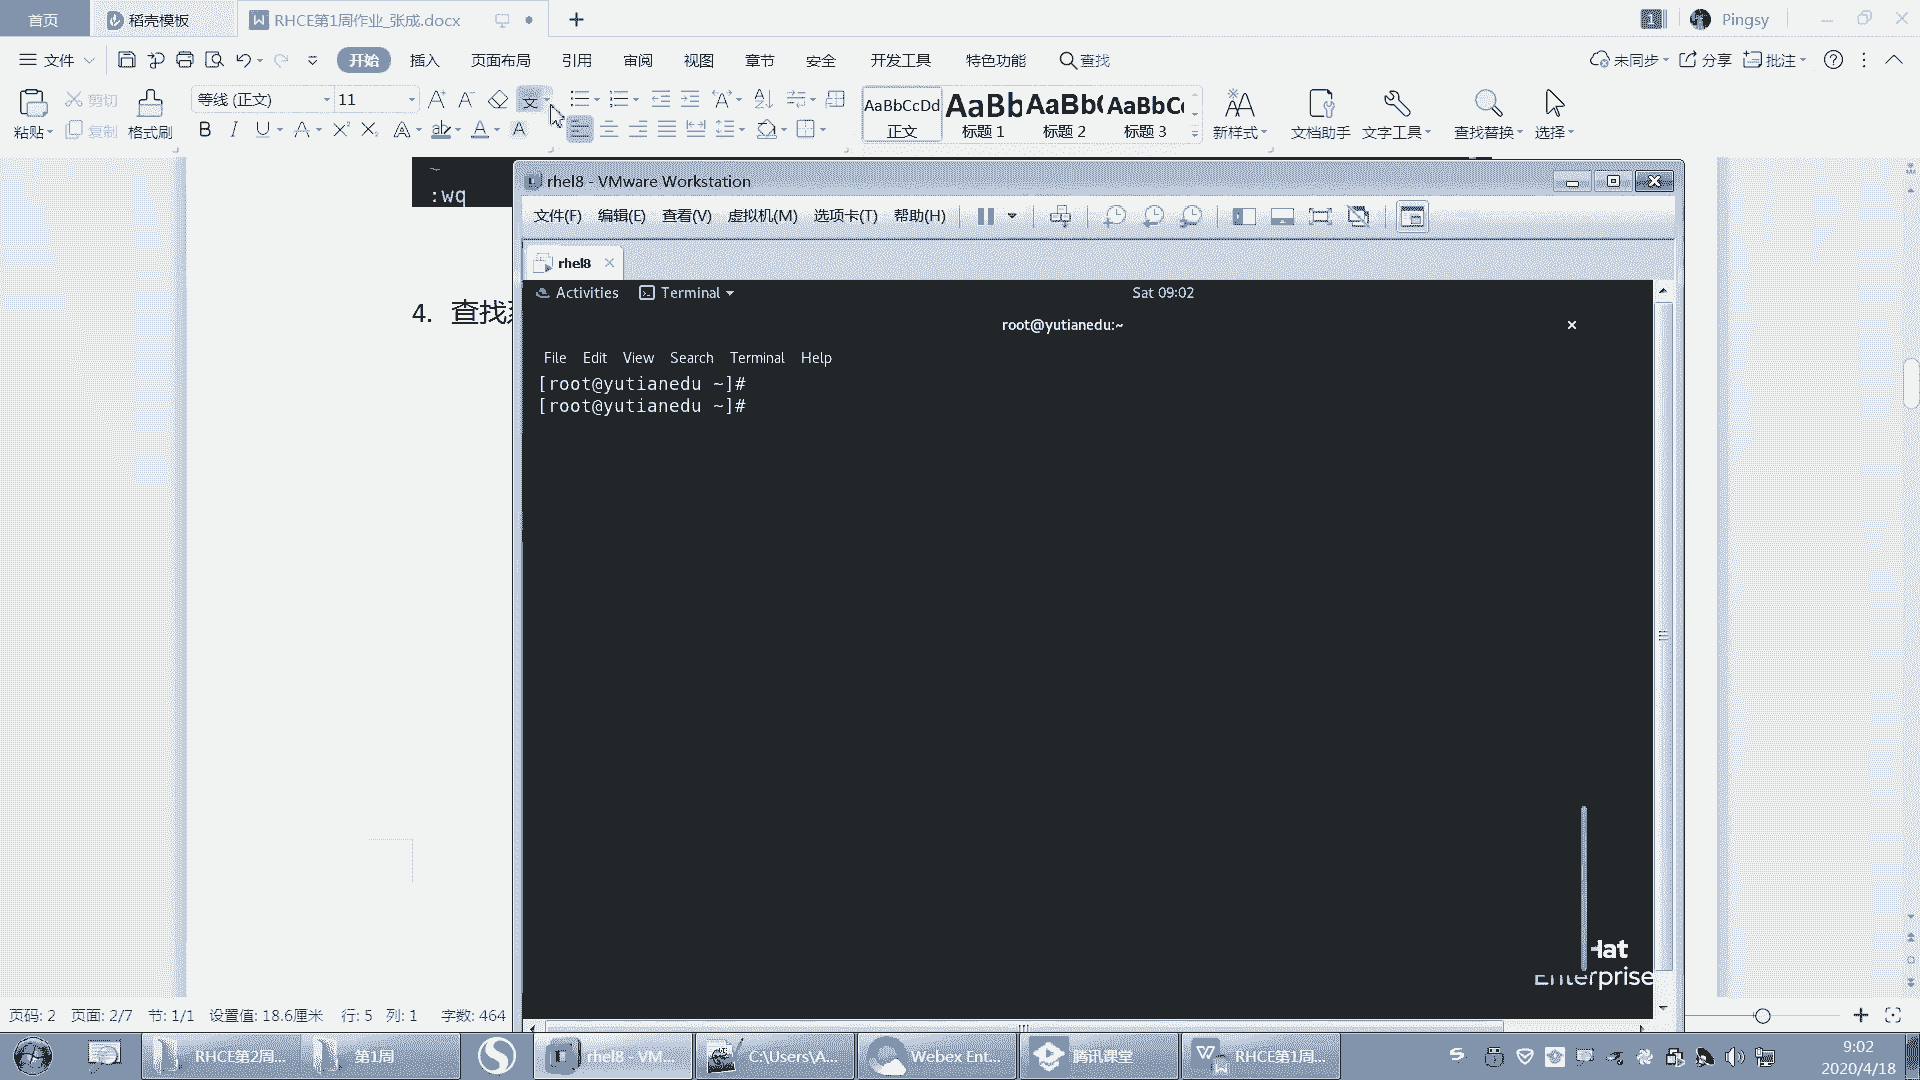 首页
稻壳模板
RHCE第1周作业_张成.docx
1
Pingsy
文件
开始
插入
页面布局
引用
审阅
视图
章节
安全
开发工具
特色功能
查找
未同步
分享
批注
粘贴
剪切
复制
格式刷
等线 (正文)
11
AaBbCcDd
正文
标题 1
标题 2
标题 3
新样式
文档助手
文字工具
查找替换
选择
:wq
4. 查找
rhel8 - VMware Workstation
文件(F) 编辑(E) 查看(V) 虚拟机(M) 选项卡(T) 帮助(H)
rhel8
Activities
Terminal
Sat 09:02
root@yutianedu:~
File Edit View Search Terminal Help
[root@yutianedu ~]#
[root@yutianedu ~]#
Hat
Enterprise
页码: 2 页面: 2/7 节: 1/1 设置值: 18.6厘米 行: 5 列: 1 字数: 464
RHCE第2周...
第1周
rhel8 - VM...
C:\Users\A...
Webex Ent...
腾讯课堂
RHCE第1周...
9:02
2020/4/18